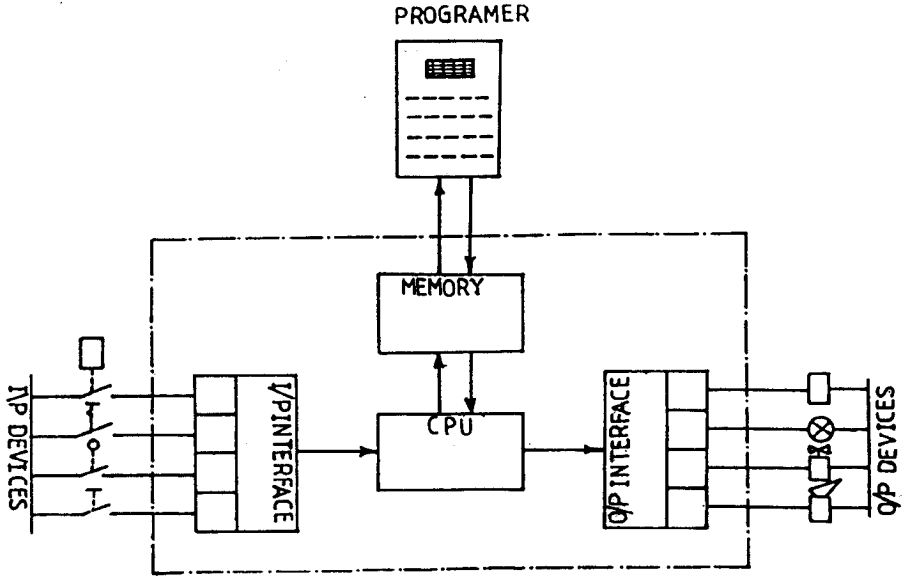 PROGRAMER
MEMORY
I/P DEVICES
I/P INTERFACE
CPU
O/P INTERFACE
O/P DEVICES